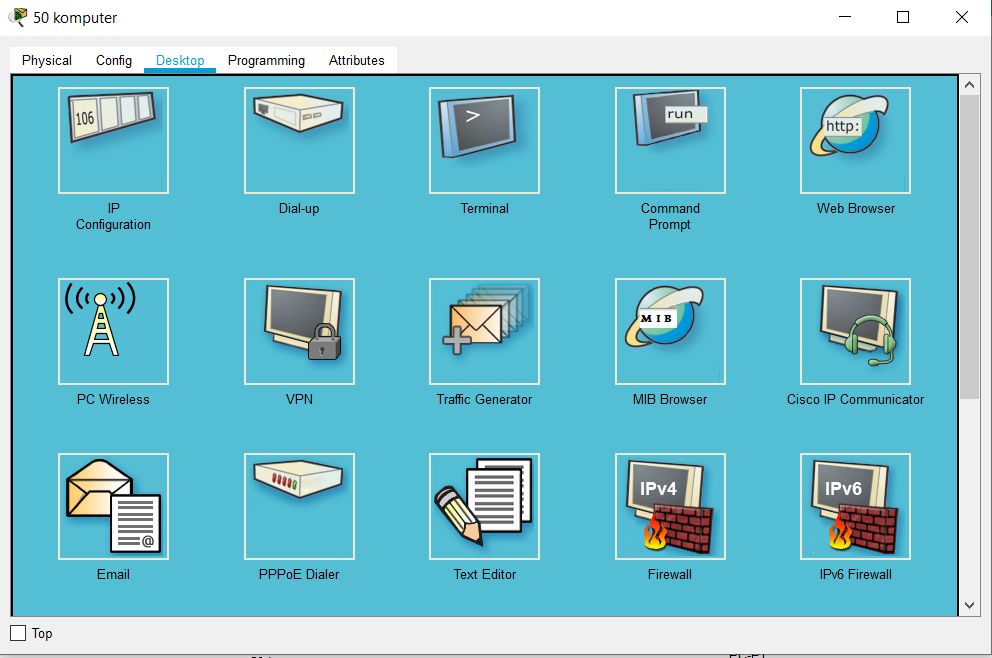 50 komputer
Physical Config Desktop Programming Attributes
106
>
run
http:
IP
Configuration
Dial-up
Terminal
Command
Prompt
Web Browser
MIB
PC Wireless
VPN
Traffic Generator
MIB Browser
Cisco IP Communicator
@
IPv4
IPv6
Email
PPPoE Dialer
Text Editor
Firewall
IPv6 Firewall
Top